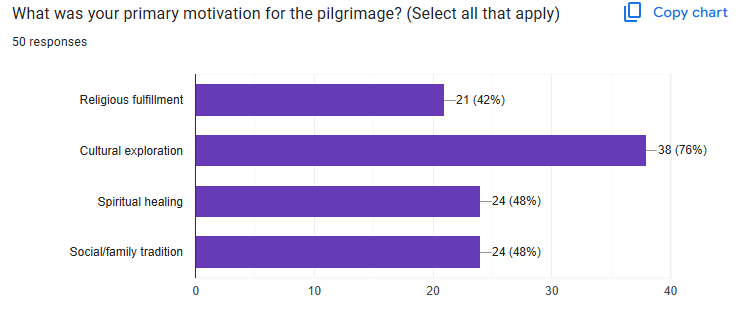 What was your primary motivation for the pilgrimage? (Select all that apply)
Copy chart
50 responses
Religious fulfillment
21 (42%)
Cultural exploration
38 (76%)
Spiritual healing
24 (48%)
Social/family tradition
24 (48%)
0
10
20
30
40